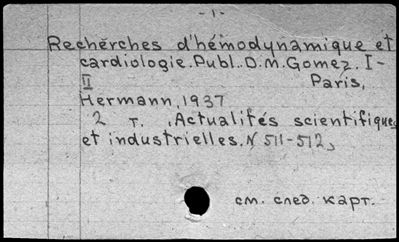 -1-
Recherches d'hémodynamique et
cardiologie. Publ. D.M. Gomez. I-
II Paris,
Hermann, 1937
2 т. , Actualités scientifiques
et industrielles. N 511-512,
см. след. карт.